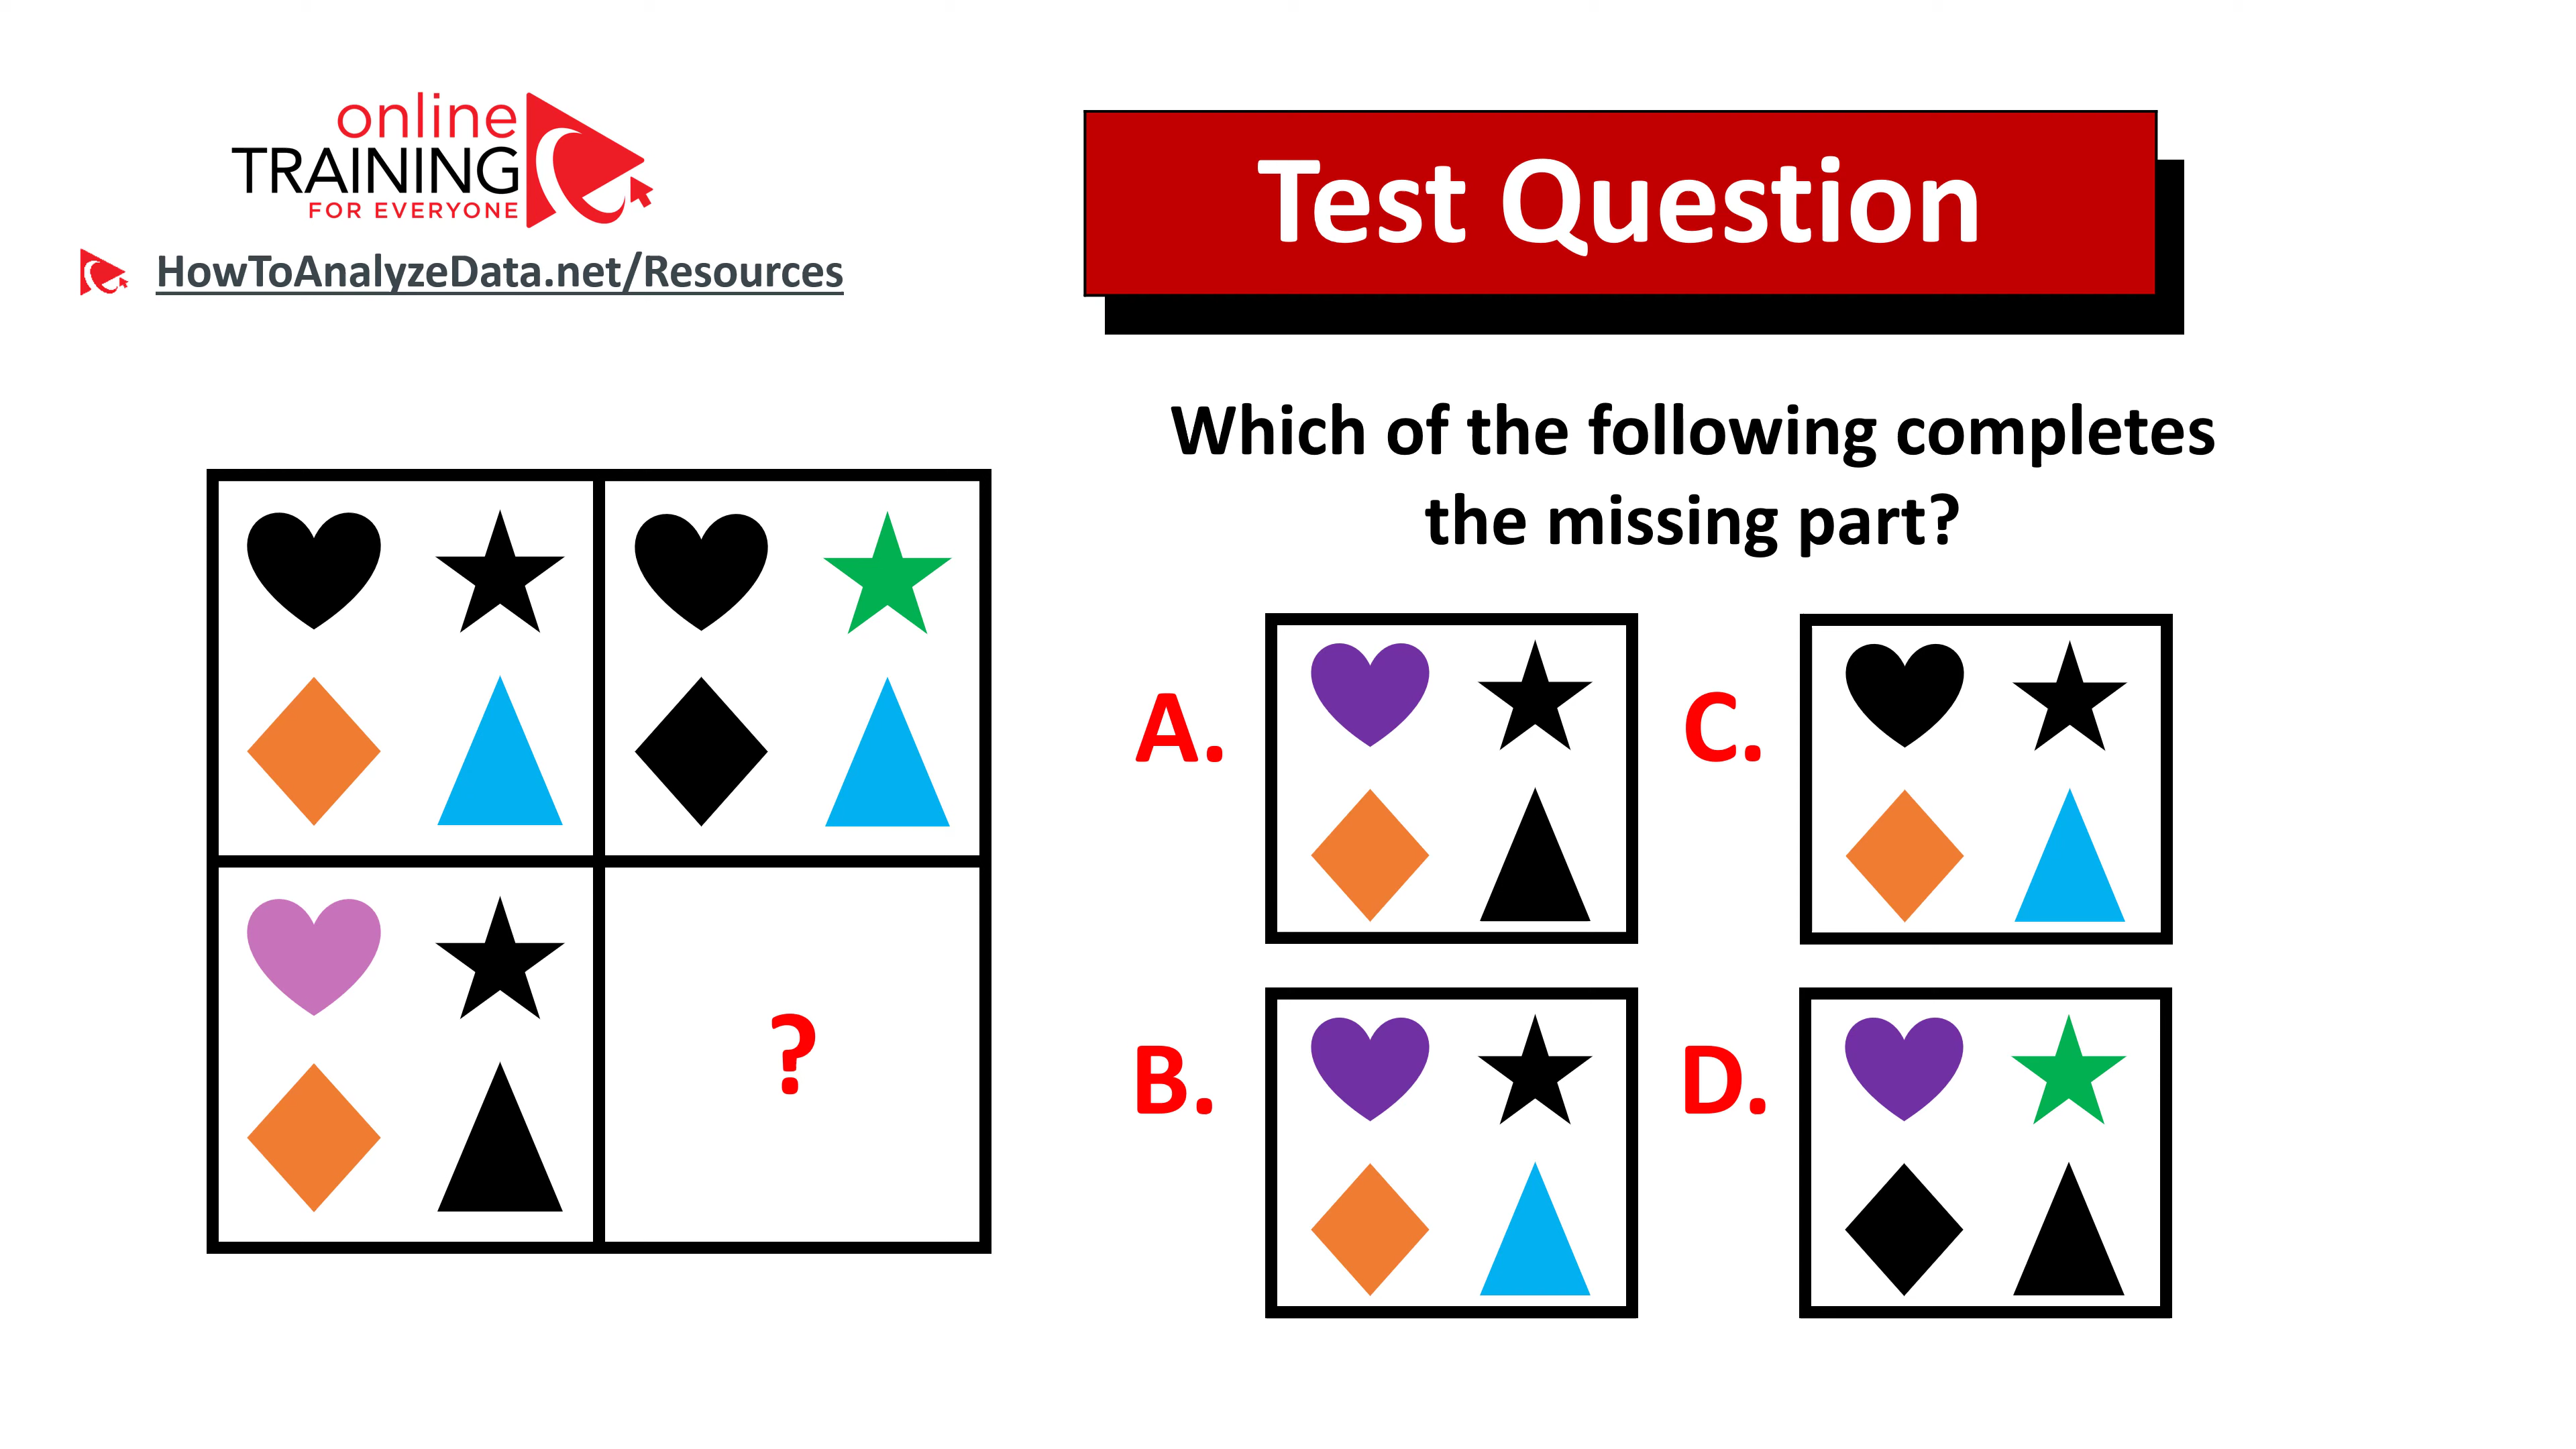 online
TRAINING
FOR EVERYONE
HowToAnalyzeData.net/Resources
Test Question
Which of the following completes
the missing part?
?
A.
C.
B.
D.